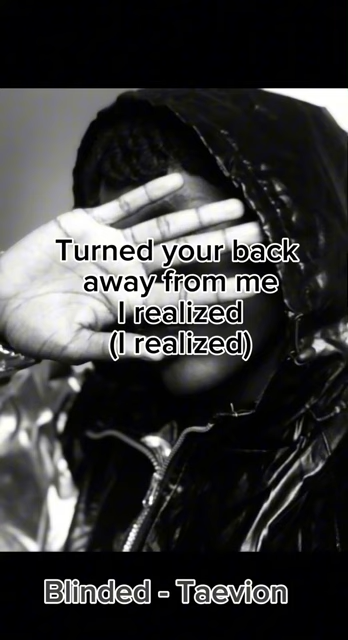 Turned your back
away from me
I realized
(I realized)
Blinded - Taevion